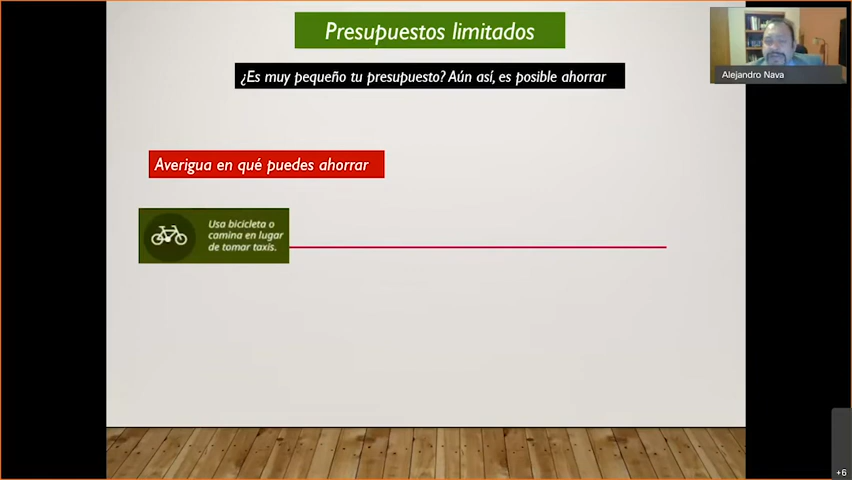 Presupuestos limitados
Alejandro Nava
¿Es muy pequeño tu presupuesto? Aún así, es posible ahorrar
Averigua en qué puedes ahorrar
Usa bicicleta o
camina en lugar
de tomar taxis.
+6